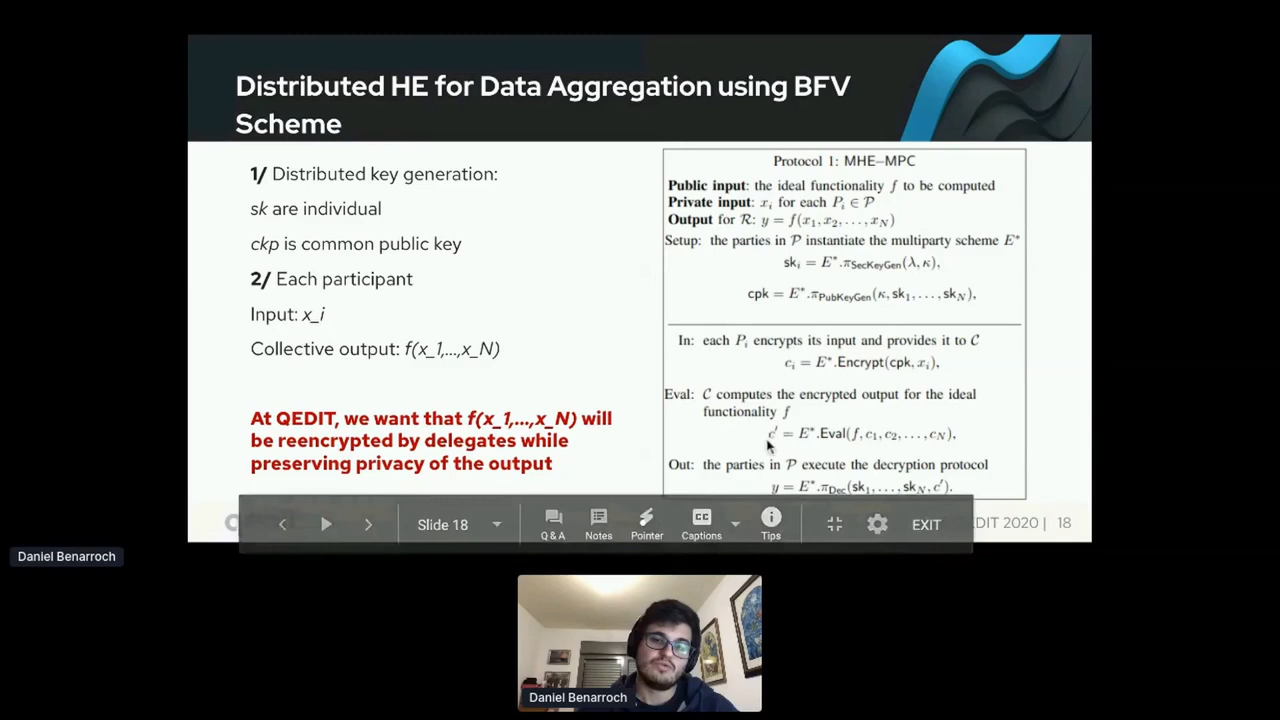 Distributed HE for Data Aggregation using BFV
Scheme
1/ Distributed key generation:
sk are individual
ckp is common public key
2/ Each participant
Input: x_i
Collective output: f(x_1,...,x_N)
At QEDIT, we want that f(x_1,...,x_N) will
be reencrypted by delegates while
preserving privacy of the output
Protocol 1: MHE–MPC
Public input: the ideal functionality f to be computed
Private input: x_i for each P_i ∈ 𝒫
Output for ℛ: y = f(x_1, x_2, . . . , x_N)
Setup: the parties in 𝒫 instantiate the multiparty scheme E*
sk_i = E*.π_SecKeyGen(λ, κ),
cpk = E*.π_PubKeyGen(κ, sk_1, . . . , sk_N),
In: each P_i encrypts its input and provides it to 𝒞
c_i = E*.Encrypt(cpk, x_i),
Eval: 𝒞 computes the encrypted output for the ideal
functionality f
c′ = E*.Eval(f, c_1, c_2, . . . , c_N),
Out: the parties in 𝒫 execute the decryption protocol
y = E*.π_Dec(sk_1, . . . , sk_N, c′).
Slide 18
Q & A
Notes
Pointer
CC
Captions
Tips
EXIT
EDIT 2020 | 18
Daniel Benarroch
Daniel Benarroch